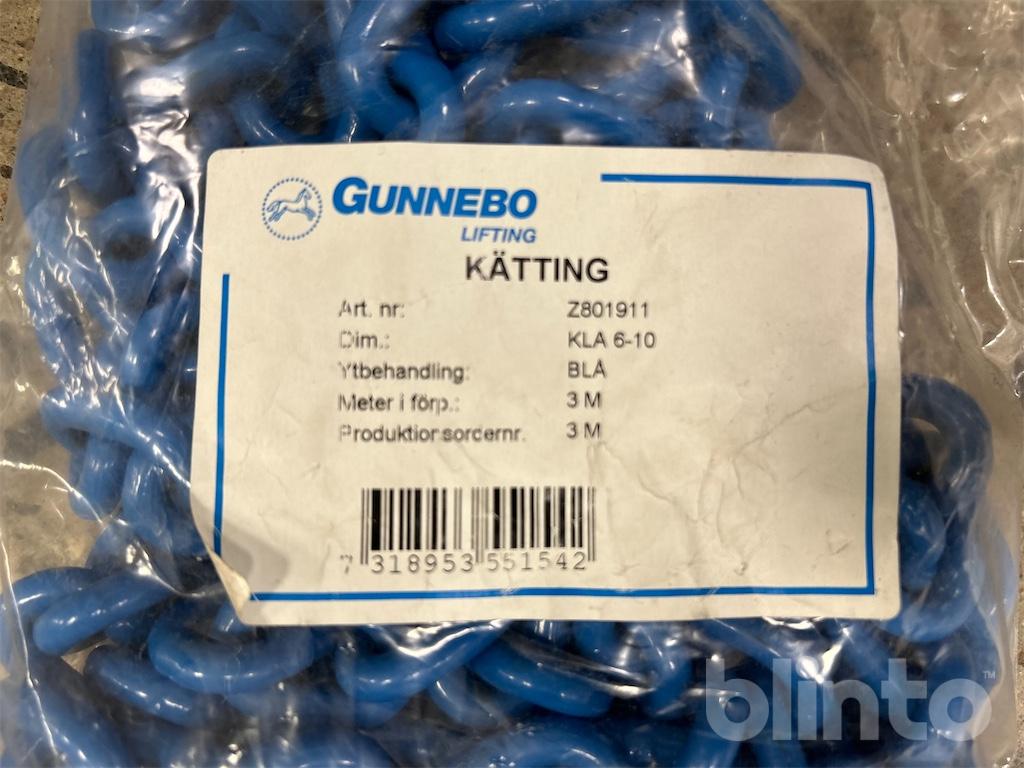 GUNNEBO
LIFTING
KÄTTING
Art. nr: Z801911
Dim.: KLA 6-10
Ytbehandling: BLÅ
Meter i förp.: 3 M
Produktionsordernr. 3 M
7 318953 551542
blinto™